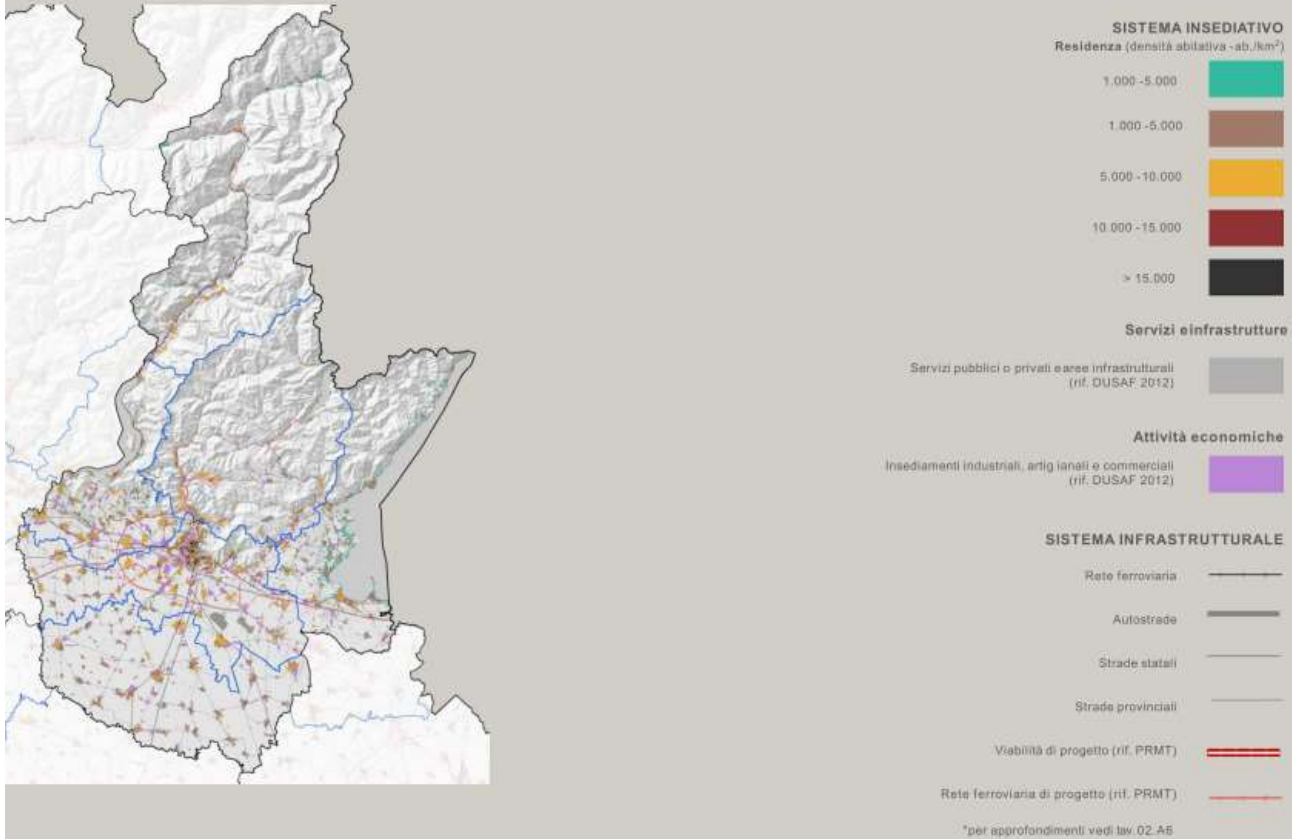 SISTEMA INSEDIATIVO
Residenza (densità abitativa -ab./km²)
1.000 -5.000
1.000 -5.000
5.000 -10.000
10.000 -15.000
> 15.000
Servizi einfrastrutture
Servizi pubblici o privati earee infrastrutturali
(rif. DUSAF 2012)
Attività economiche
Insediamenti industriali, artig ianali e commerciali
(rif. DUSAF 2012)
SISTEMA INFRASTRUTTURALE
Rete ferroviaria
Autostrade
Strade statali
Strade provinciali
Viabilità di progetto (rif. PRMT)
Rete ferroviaria di progetto (rif. PRMT)
*per approfondimenti vedi tav. 02.A6